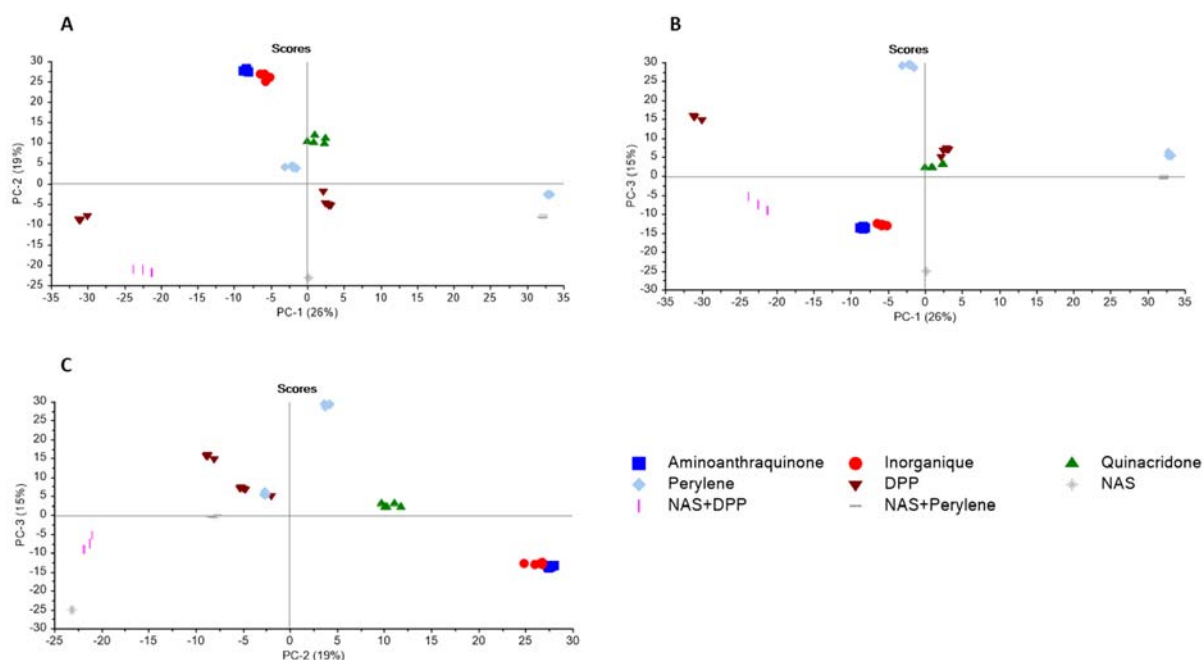 A
Scores
30
25
20
15
10
5
0
-5
-10
-15
-20
-25
PC-2 (19%)
-35 -30 -25 -20 -15 -10 -5 0 5 10 15 20 25 30 35
PC-1 (26%)
B
Scores
30
25
20
15
10
5
0
-5
-10
-15
-20
-25
-30
PC-3 (15%)
-35 -30 -25 -20 -15 -10 -5 0 5 10 15 20 25 30 35
PC-1 (26%)
C
Scores
30
25
20
15
10
5
0
-5
-10
-15
-20
-25
-30
PC-3 (15%)
-25 -20 -15 -10 -5 0 5 10 15 20 25 30
PC-2 (19%)
Aminoanthraquinone Inorganique Quinacridone
Perylene DPP NAS
NAS+DPP NAS+Perylene